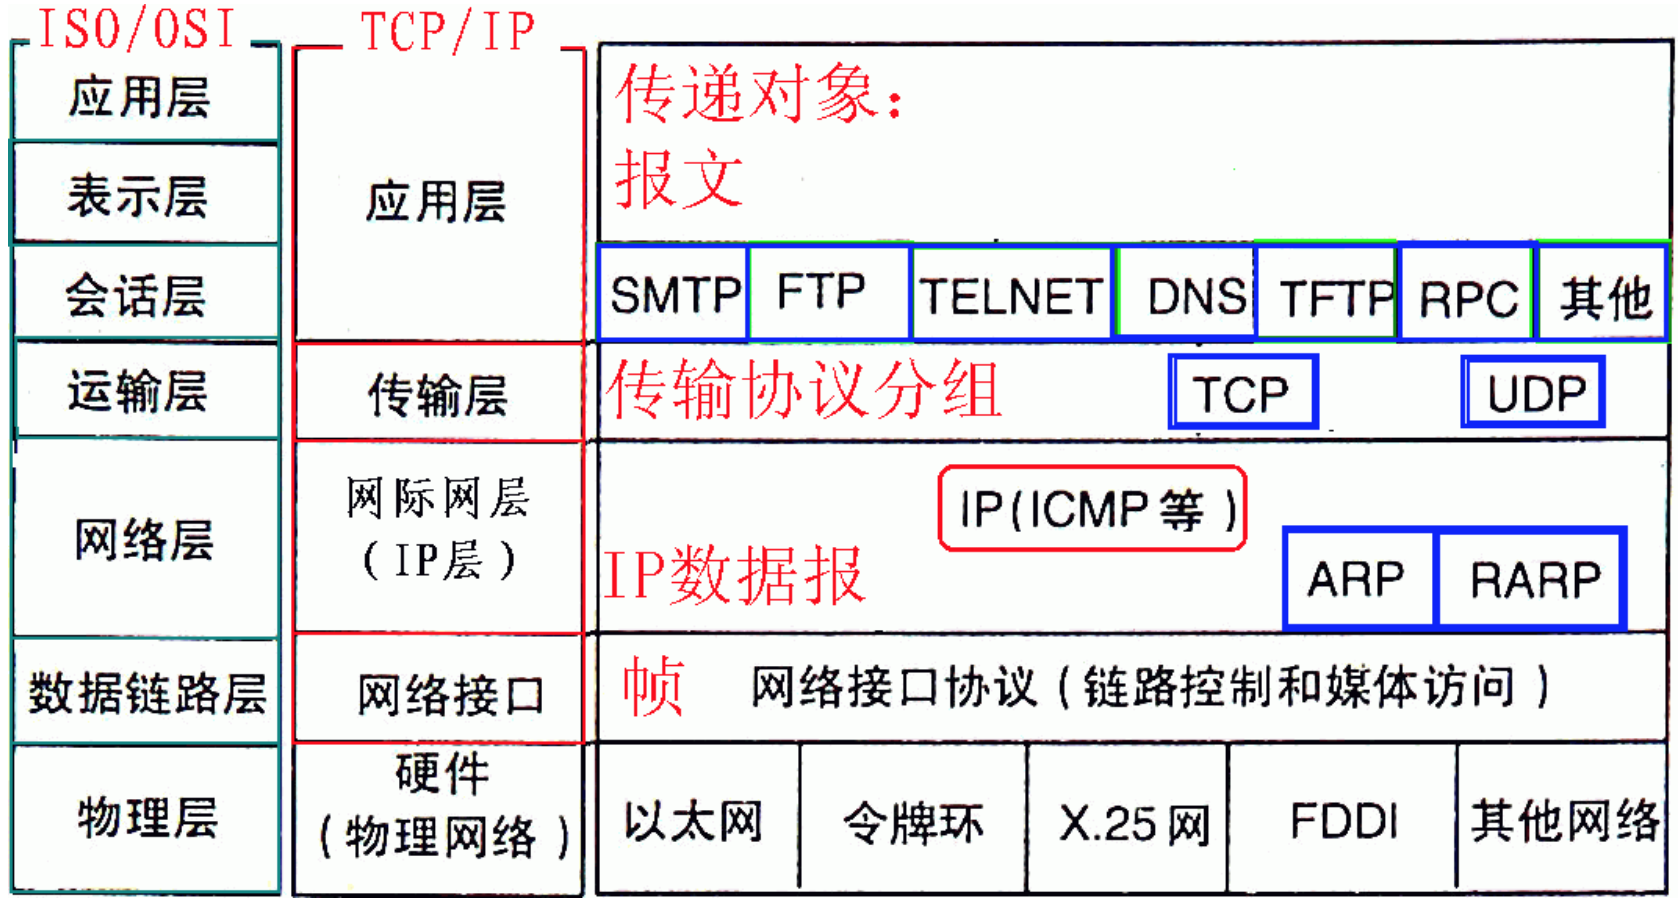 ISO/OSI
TCP/IP
应用层
表示层
会话层
应用层
传递对象：
报文
SMTP FTP TELNET DNS TFTP RPC 其他
运输层
传输层
传输协议分组
TCP
UDP
网络层
网际网层
(IP层)
IP数据报
IP(ICMP等)
ARP RARP
数据链路层
网络接口
帧
网络接口协议(链路控制和媒体访问)
物理层
硬件
(物理网络)
以太网 令牌环 X.25网 FDDI 其他网络